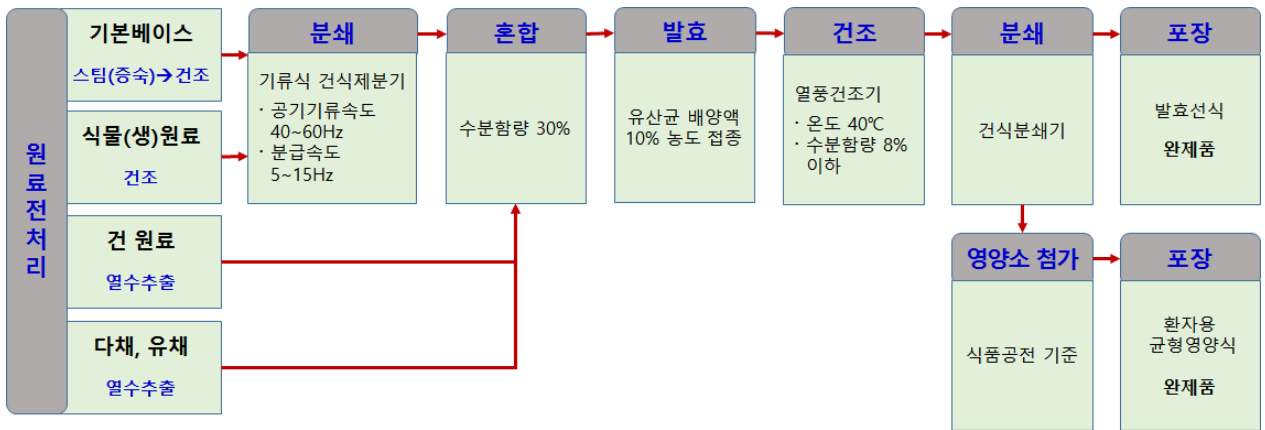 원료전처리
기본베이스
스팀(증숙)→건조
식물(생)원료
건조
건 원료
열수추출
다채, 유채
열수추출
분쇄
기류식 건식제분기
· 공기기류속도
40~60Hz
· 분급속도
5~15Hz
혼합
수분함량 30%
발효
유산균 배양액
10% 농도 접종
건조
열풍건조기
· 온도 40℃
· 수분함량 8%
이하
분쇄
건식분쇄기
포장
발효선식
완제품
영양소 첨가
식품공전 기준
포장
환자용
균형영양식
완제품